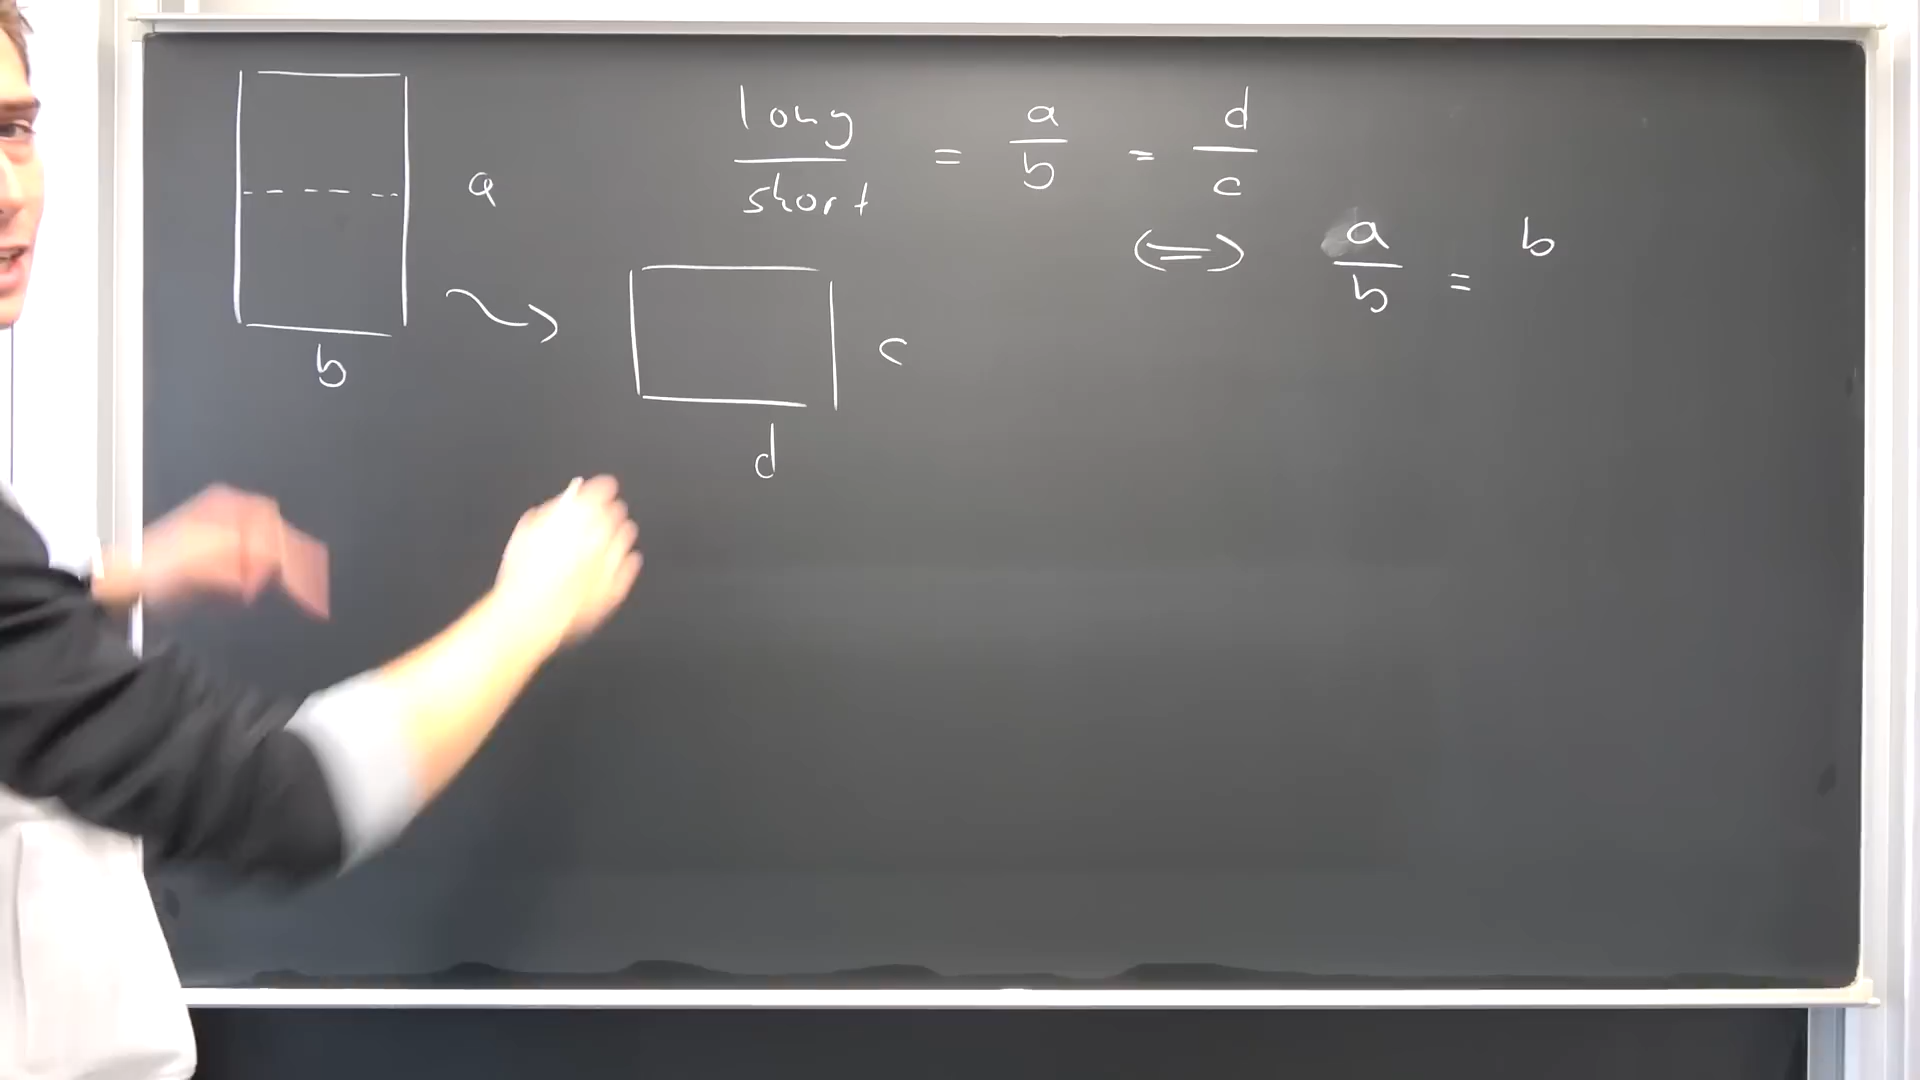 long / short = a / b = d / c
a
⟺ a / b = b
b
c
d